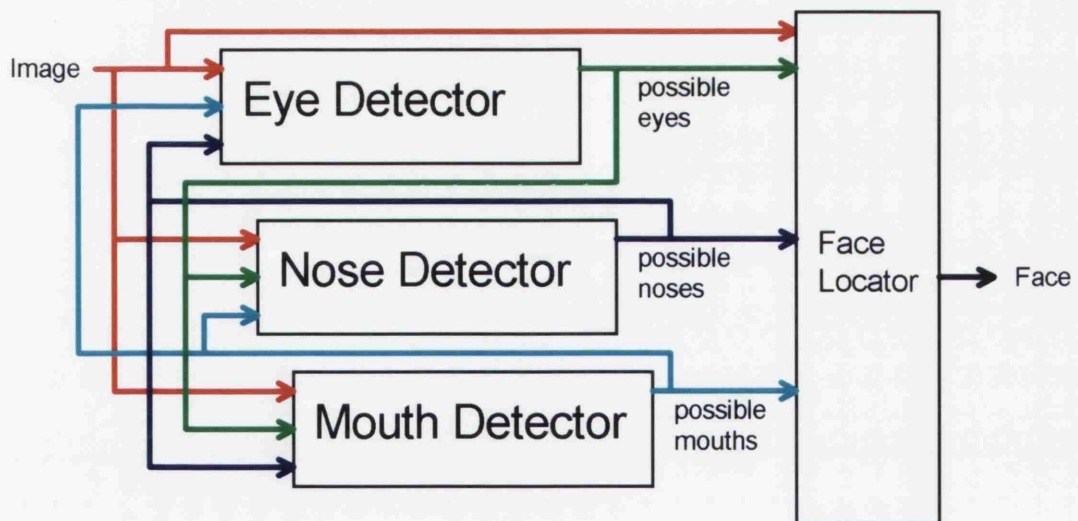 Image
Eye Detector
possible
eyes
Nose Detector
possible
noses
Mouth Detector
possible
mouths
Face
Locator
Face